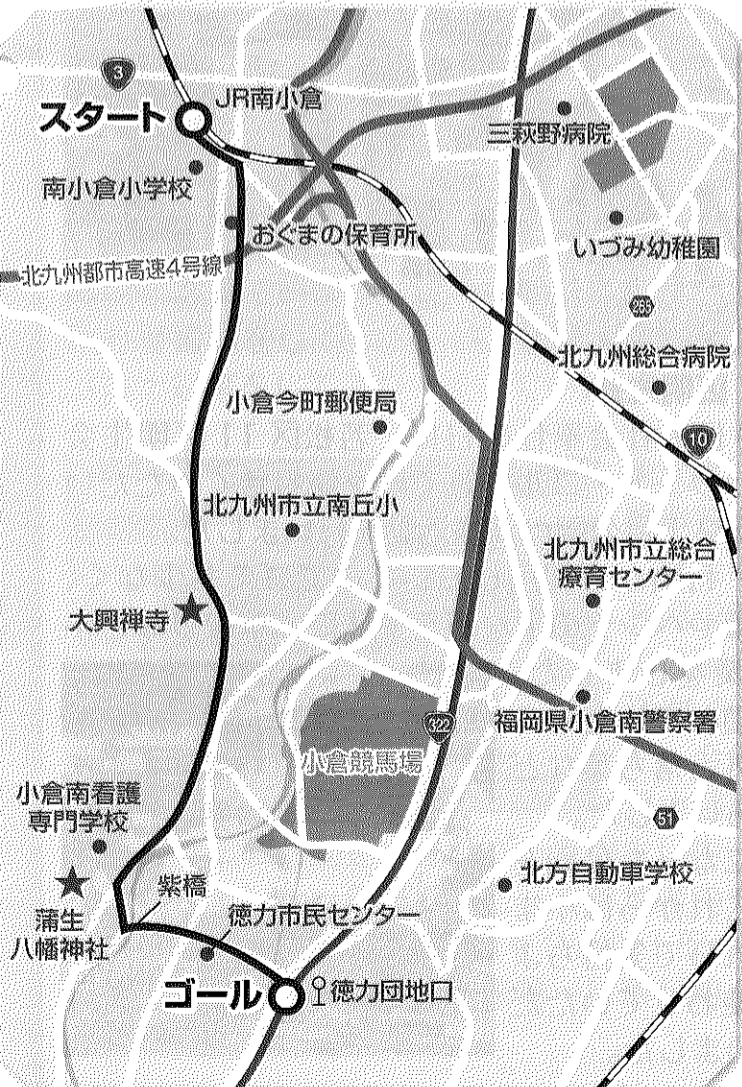 3
スタート
JR南小倉
三萩野病院
南小倉小学校
おぐまの保育所
いづみ幼稚園
北九州都市高速4号線
265
北九州総合病院
小倉今町郵便局
10
北九州市立南丘小
北九州市立総合
療育センター
大興禅寺
322
福岡県小倉南警察署
小倉競馬場
小倉南看護
専門学校
51
北方自動車学校
紫橋
蒲生
八幡神社
徳力市民センター
ゴール
徳力団地口